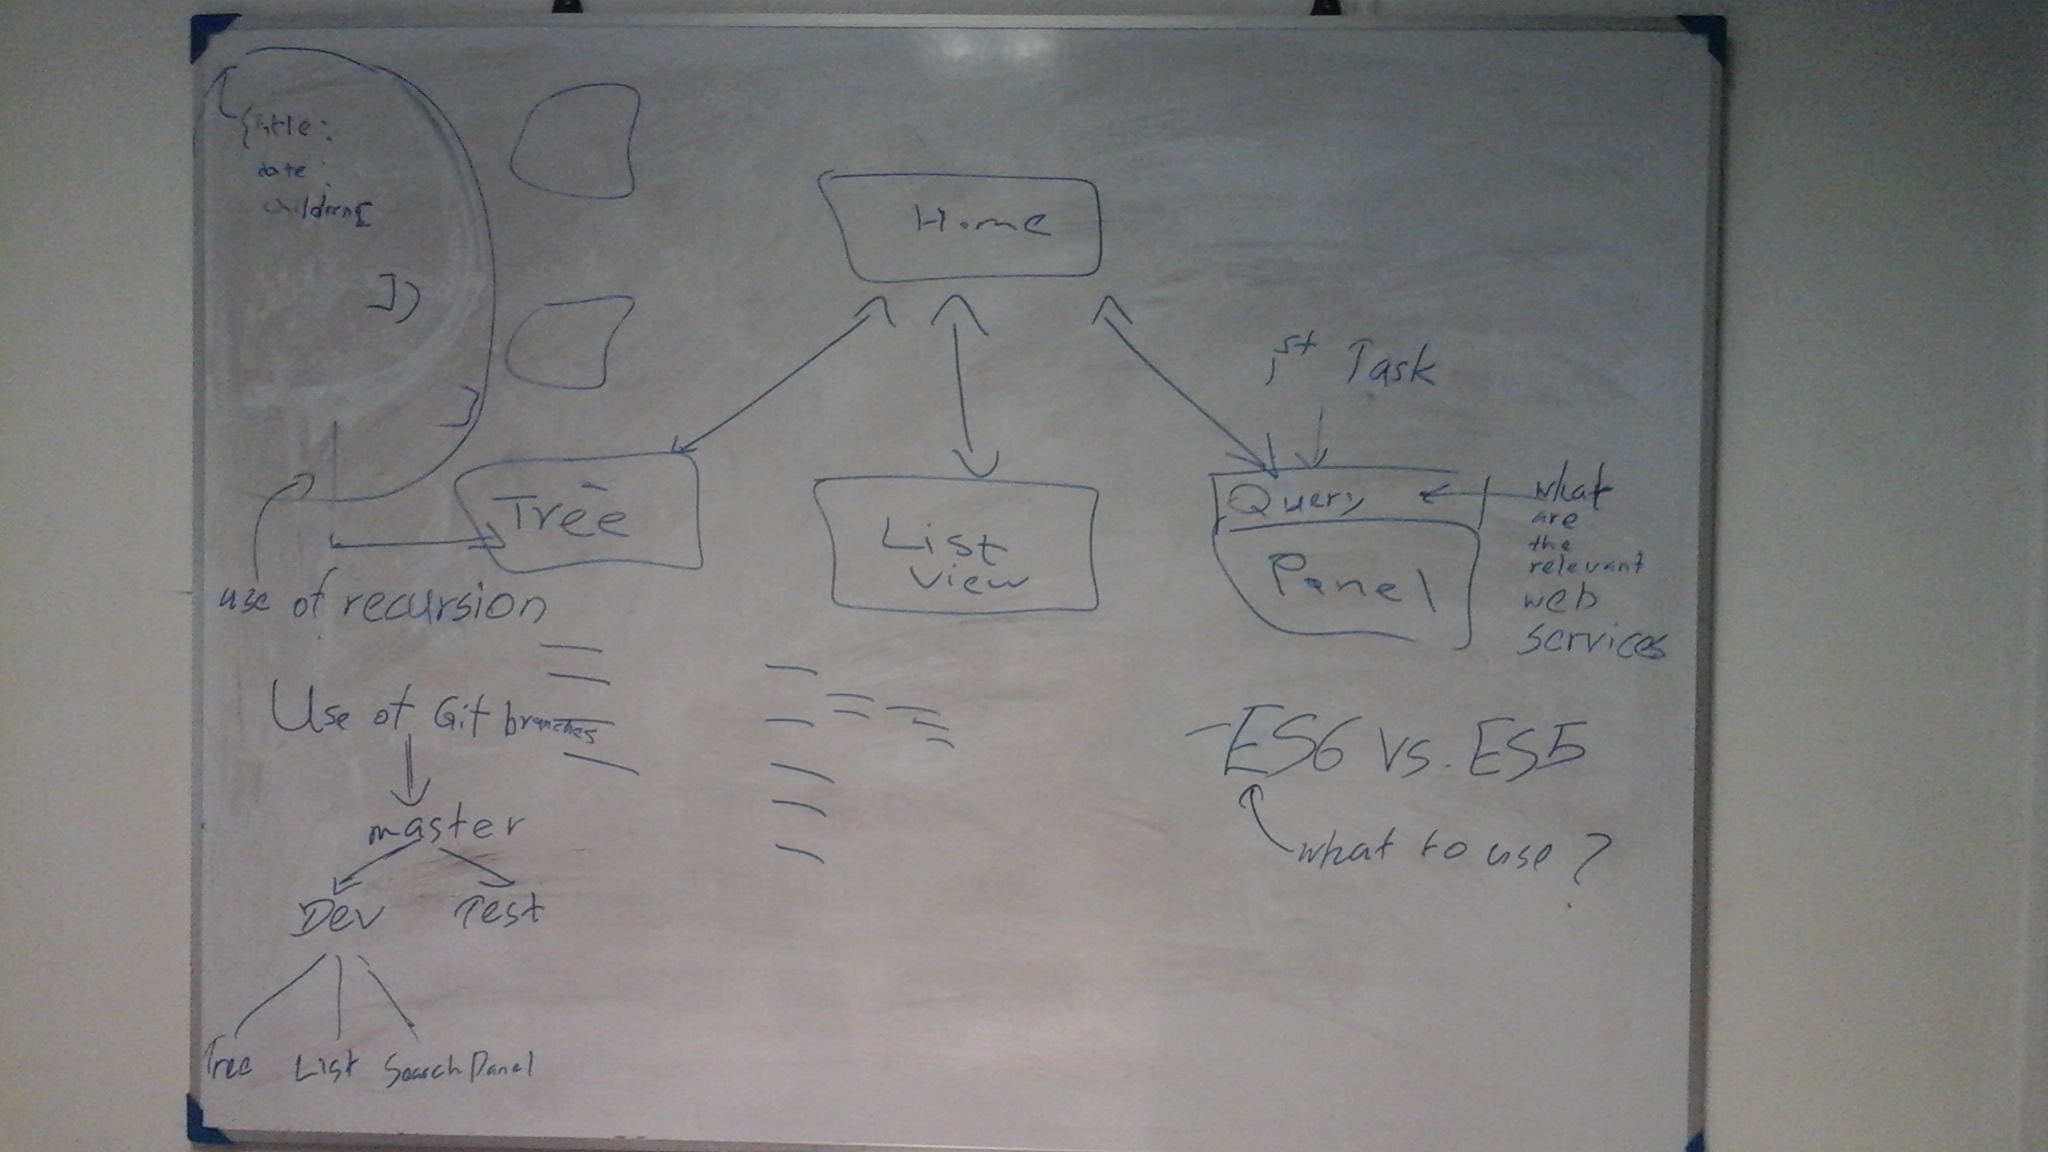 {title:
date
children[
]}
]
Home
1st Task
Tree
List
view
Query
Panel
what
are
the
relevant
web
services
use of recursion
Use of Git branches
master
Dev Test
Tree List Search Panel
-ES6 vs. ES5
what to use?